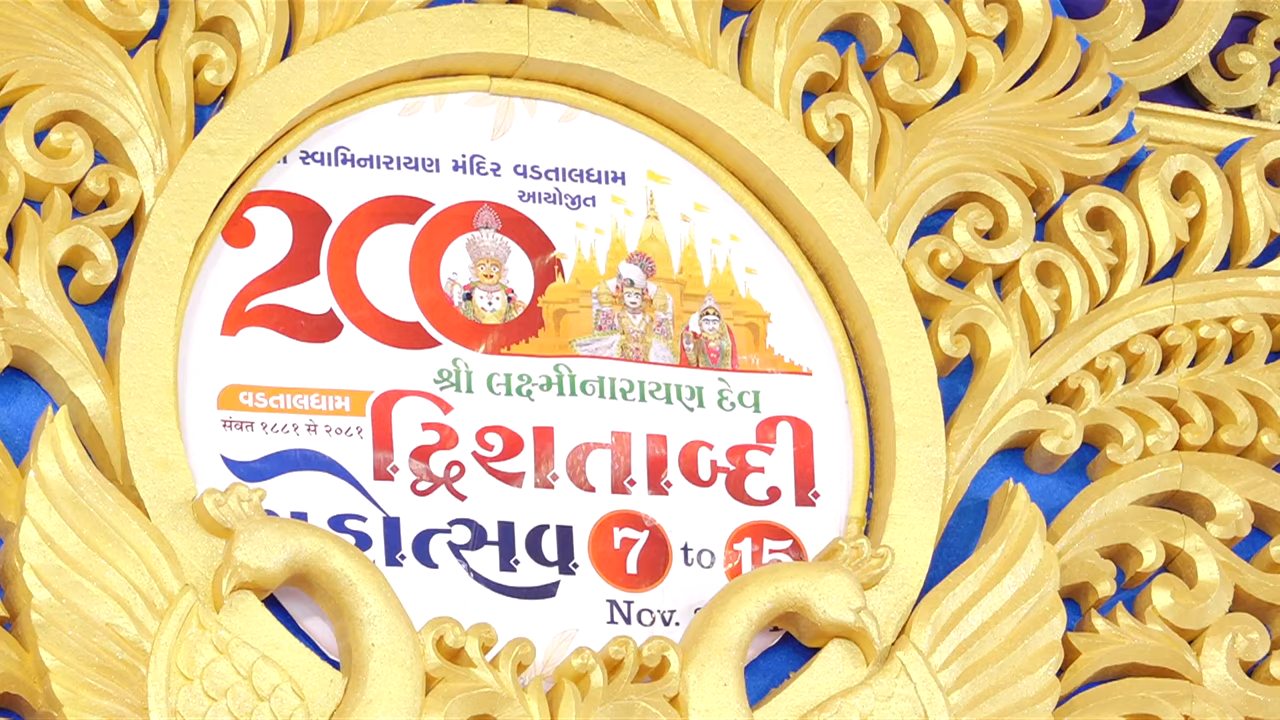 સ્વામિનારાયણ મંદિર વડતાલધામ
આયોજીત
200
શ્રી લક્ષ્મીનારાયણ દેવ
વડતાલધામ
સંવત ૧૮૮૧ સે ૨૦૮૧
દ્વિશતાબ્દી
7 to 15
Nov.